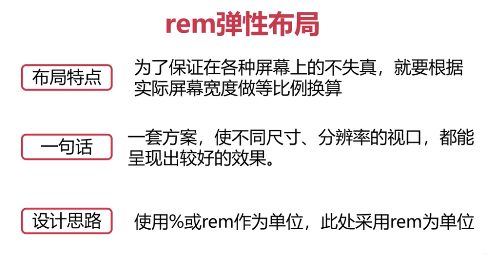 rem弹性布局
布局特点
为了保证在各种屏幕上的不失真，就要根据
实际屏幕宽度做等比例换算
一句话
一套方案，使不同尺寸、分辨率的视口，都能
呈现出较好的效果。
设计思路
使用%或rem作为单位，此处采用rem为单位